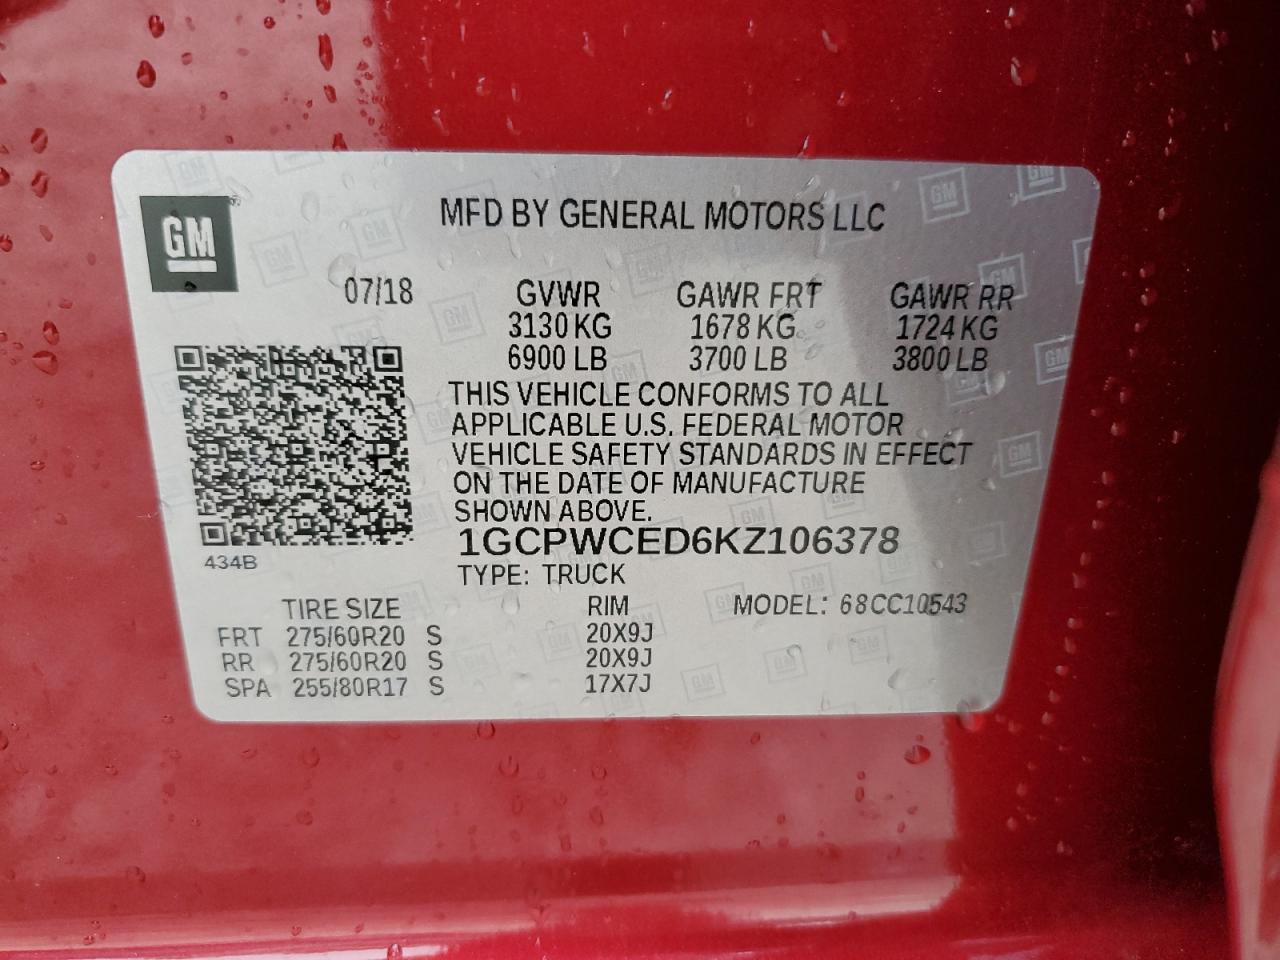 GM
MFD BY GENERAL MOTORS LLC
07/18 GVWR GAWR FRT GAWR RR
3130 KG 1678 KG 1724 KG
6900 LB 3700 LB 3800 LB
THIS VEHICLE CONFORMS TO ALL
APPLICABLE U.S. FEDERAL MOTOR
VEHICLE SAFETY STANDARDS IN EFFECT
ON THE DATE OF MANUFACTURE
SHOWN ABOVE.
1GCPWCED6KZ106378
434B
TYPE: TRUCK
TIRE SIZE RIM MODEL: 68CC10543
FRT 275/60R20 S 20X9J
RR 275/60R20 S 20X9J
SPA 255/80R17 S 17X7J